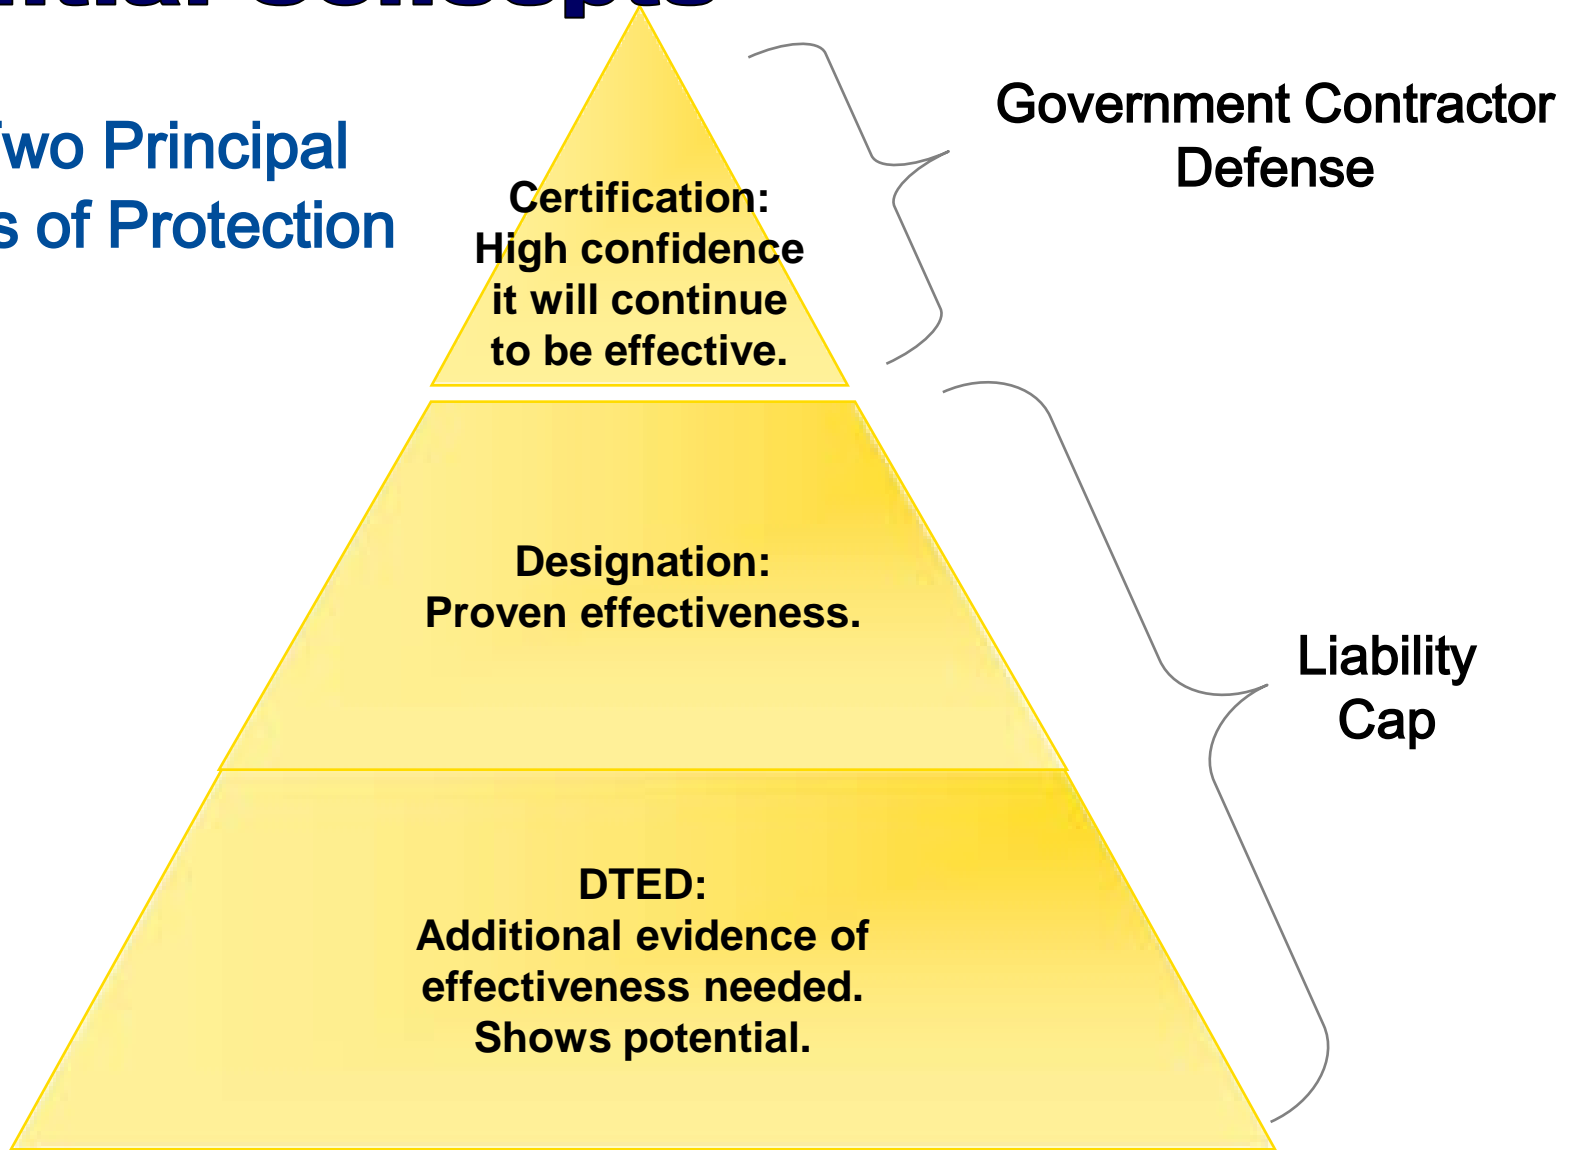 Concepts
Two Principal
of Protection
Government Contractor
Defense
Certification:
High confidence
it will continue
to be effective.
Designation:
Proven effectiveness.
Liability
Cap
DTED:
Additional evidence of
effectiveness needed.
Shows potential.